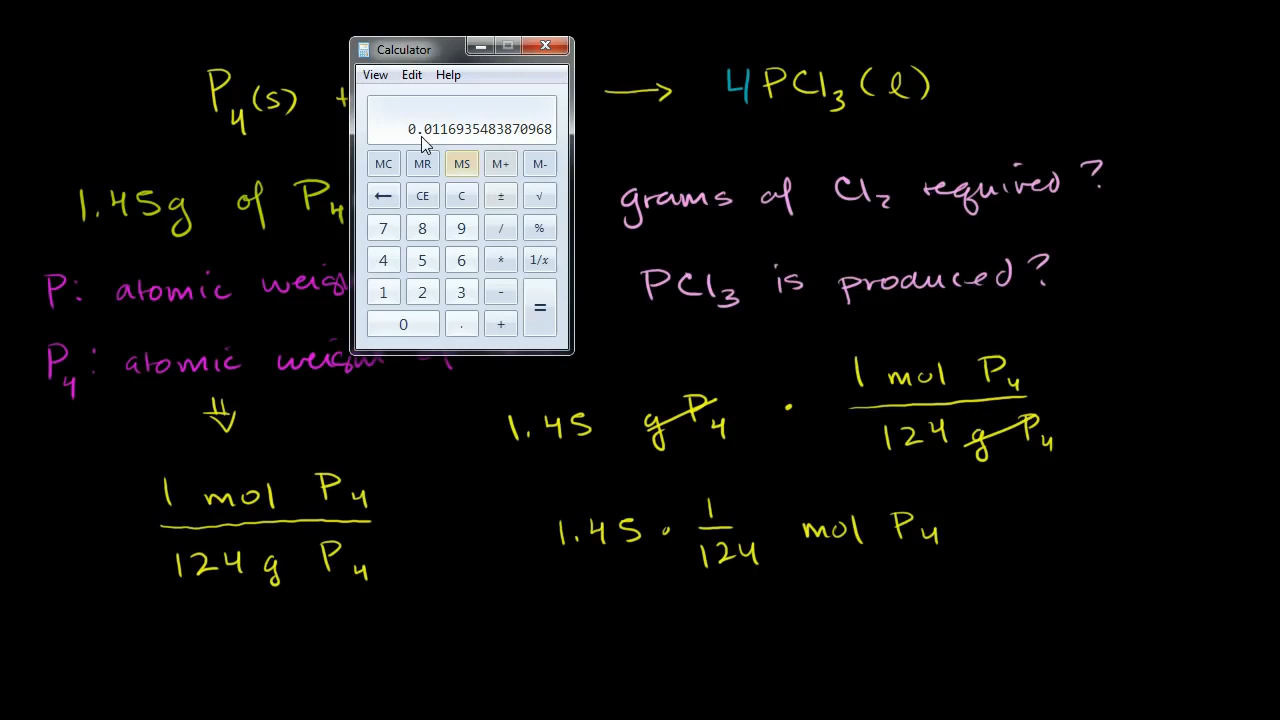 Calculator
View Edit Help
0.0116935483870968
MC MR MS M+ M-
← CE C ± √
7 8 9 / %
4 5 6 * 1/x
1 2 3 - =
0 . +
P₄(s) + → 4PCl₃(l)
1.45g of P₄ grams of Cl₂ required?
P: atomic PCl₃ is produced?
P₄: atomic weight of
⇓
1 mol P₄
124 g P₄
1.45 g P₄ · 1 mol P₄
124 g P₄
1.45 · 1/124 mol P₄